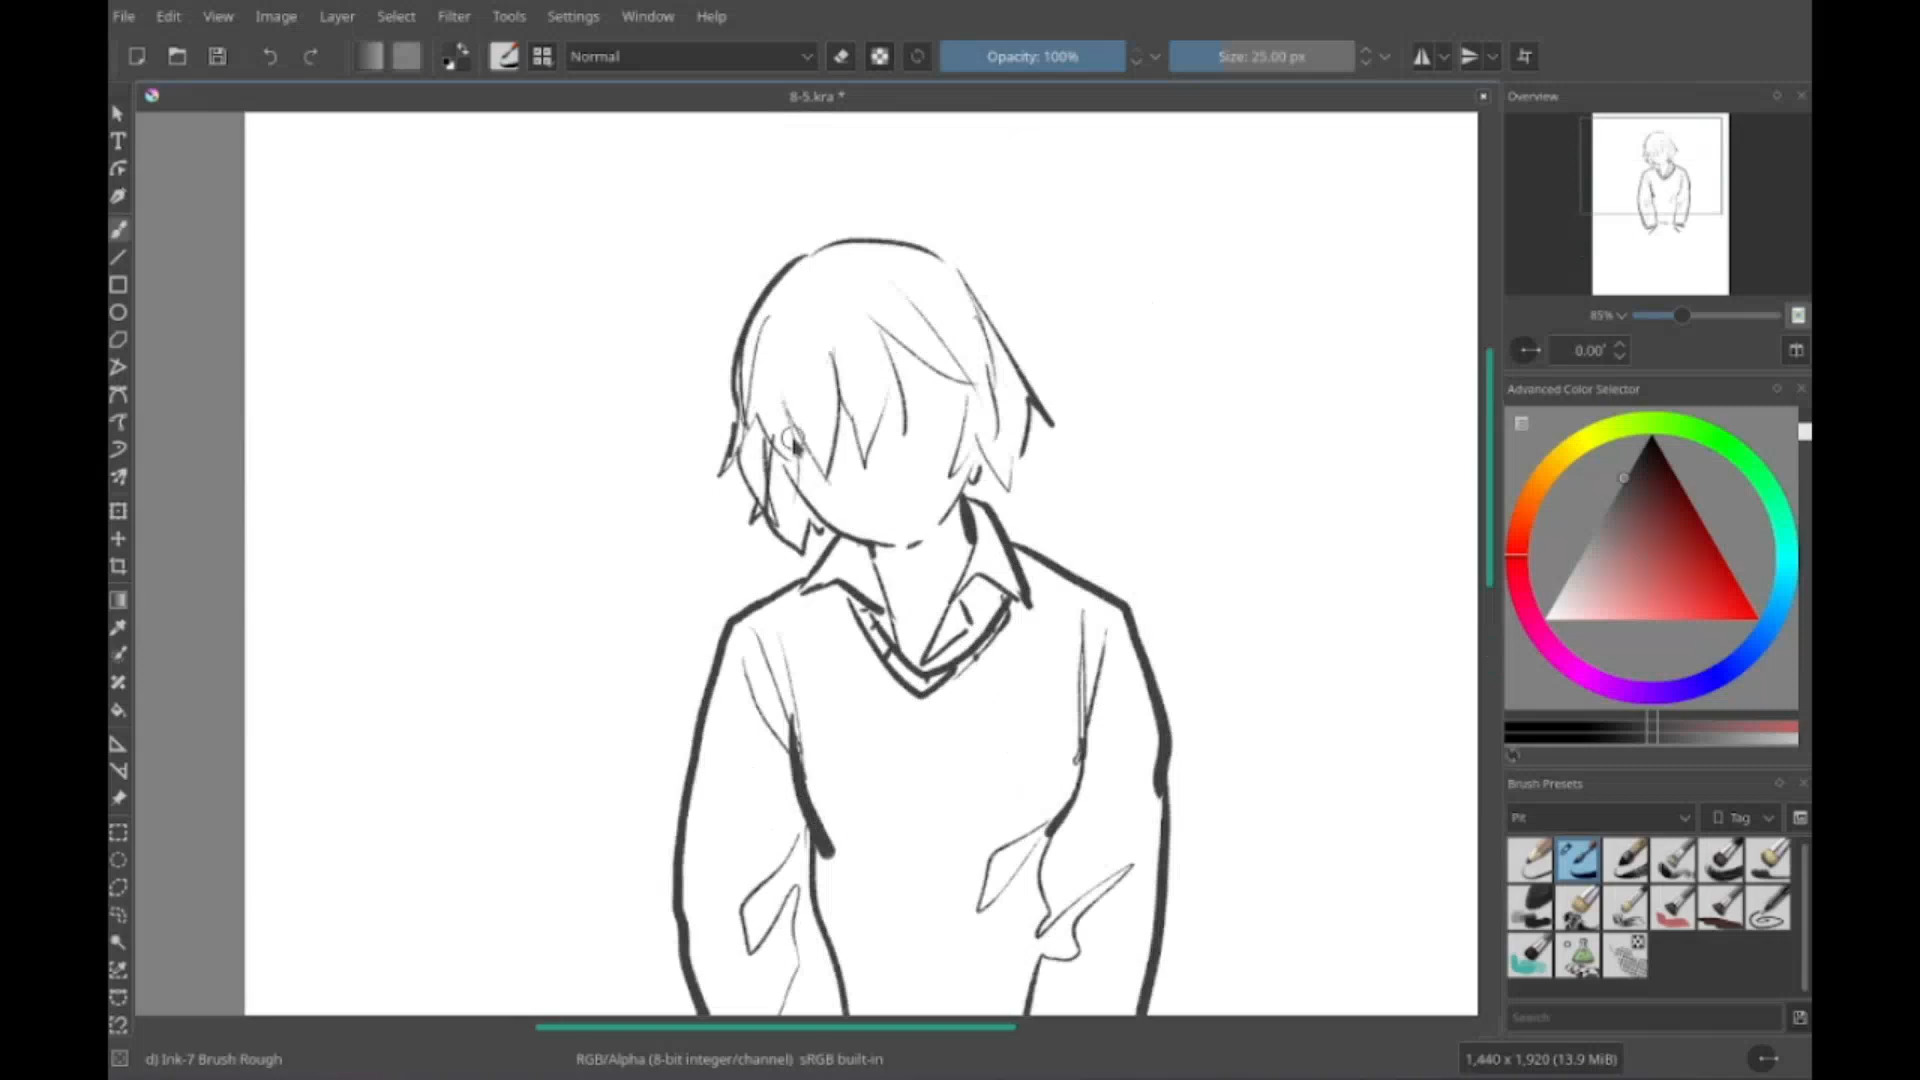 File Edit View Image Layer Select Filter Tools Settings Window Help
Normal Opacity: 100% Size: 25.00 px
8-5.kra *
Overview
85%
0.00°
Advanced Color Selector
Brush Presets
Pit Tag
Search
d) Ink-7 Brush Rough RGB/Alpha (8-bit integer/channel) sRGB built-in 1,440 x 1,920 (13.9 MiB)